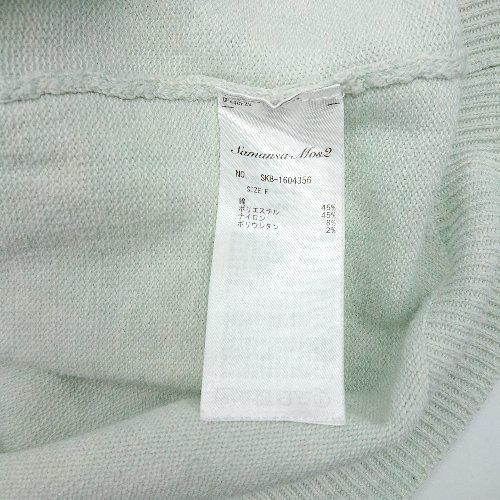 Samansa Mos2
NO. SKB-1604356
SIZE F
綿 45%
ポリエステル 45%
ナイロン 8%
ポリウレタン 2%